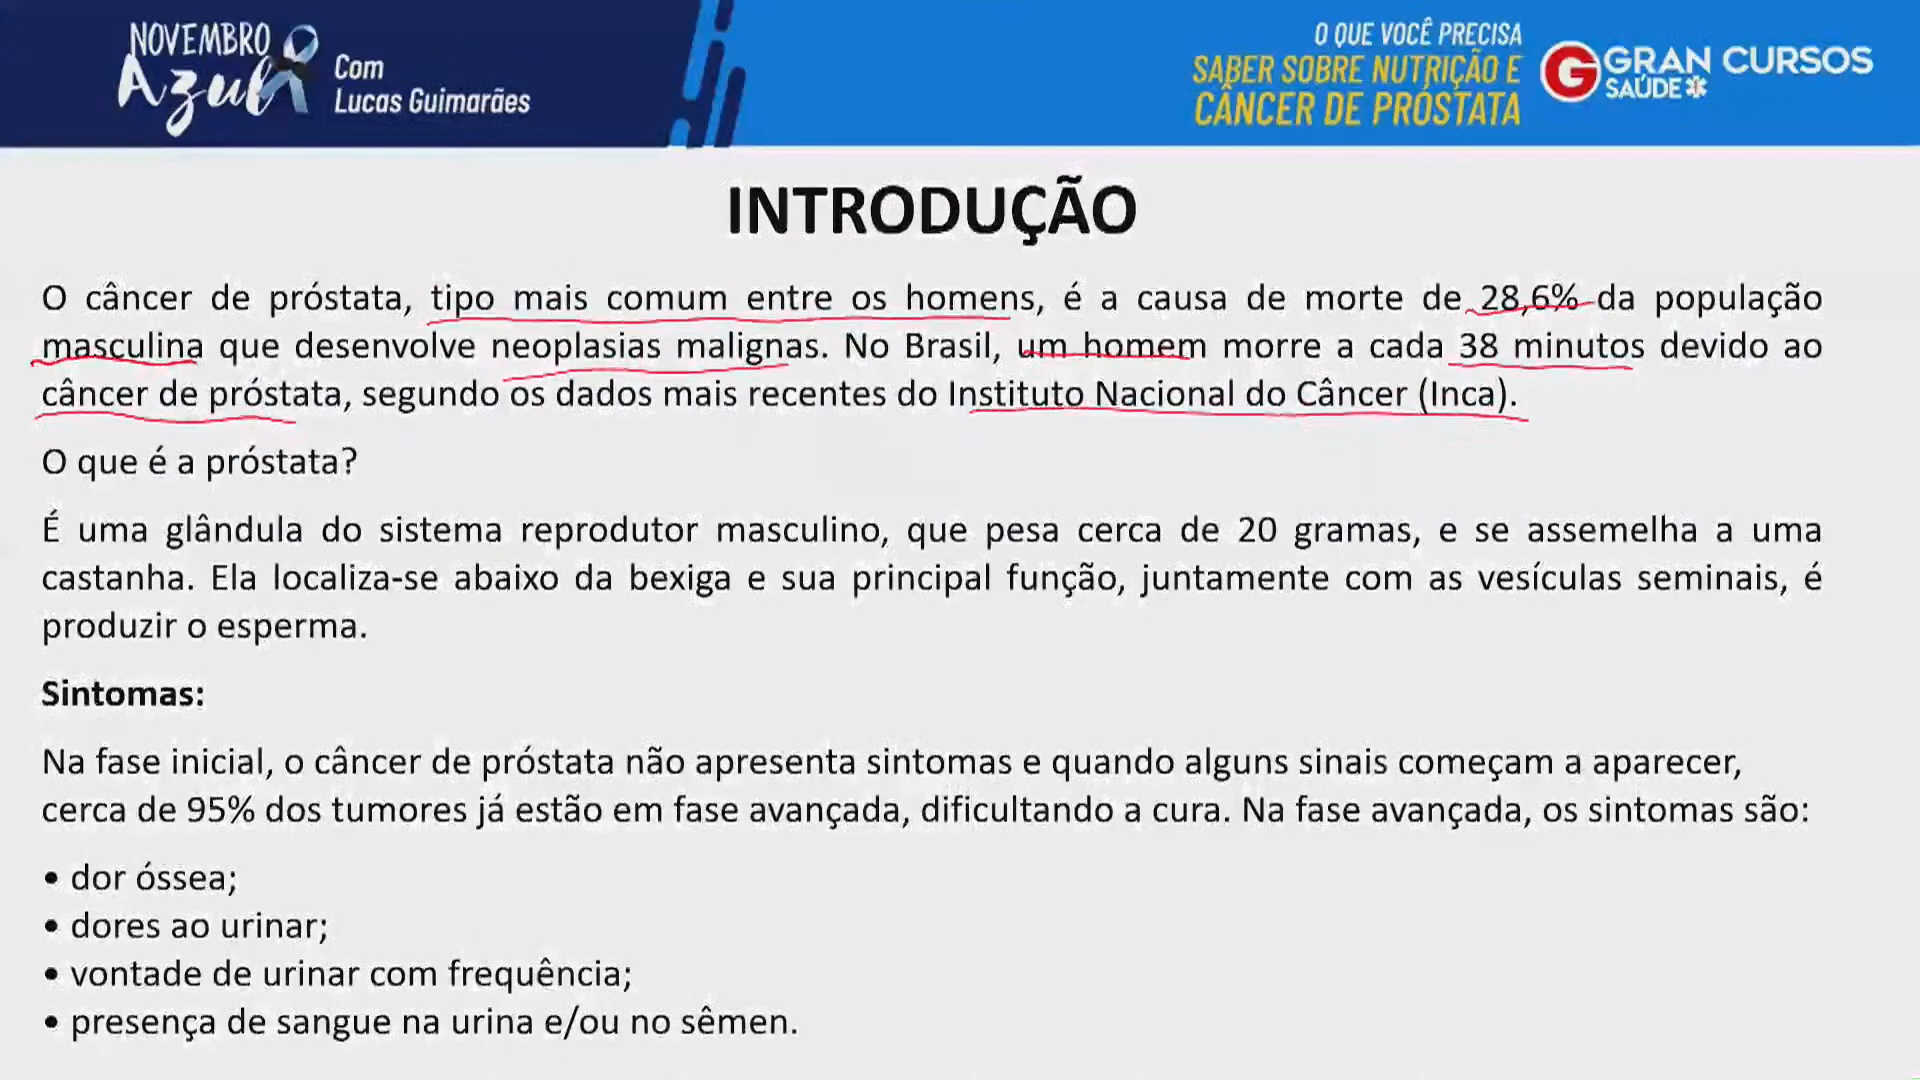 NOVEMBRO
Azul
Com
Lucas Guimarães
O QUE VOCÊ PRECISA
SABER SOBRE NUTRIÇÃO E
CÂNCER DE PRÓSTATA
G GRAN CURSOS
SAÚDE
INTRODUÇÃO
O câncer de próstata, tipo mais comum entre os homens, é a causa de morte de 28,6% da população
masculina que desenvolve neoplasias malignas. No Brasil, um homem morre a cada 38 minutos devido ao
câncer de próstata, segundo os dados mais recentes do Instituto Nacional do Câncer (Inca).
O que é a próstata?
É uma glândula do sistema reprodutor masculino, que pesa cerca de 20 gramas, e se assemelha a uma
castanha. Ela localiza-se abaixo da bexiga e sua principal função, juntamente com as vesículas seminais, é
produzir o esperma.
Sintomas:
Na fase inicial, o câncer de próstata não apresenta sintomas e quando alguns sinais começam a aparecer,
cerca de 95% dos tumores já estão em fase avançada, dificultando a cura. Na fase avançada, os sintomas são:
• dor óssea;
• dores ao urinar;
• vontade de urinar com frequência;
• presença de sangue na urina e/ou no sêmen.